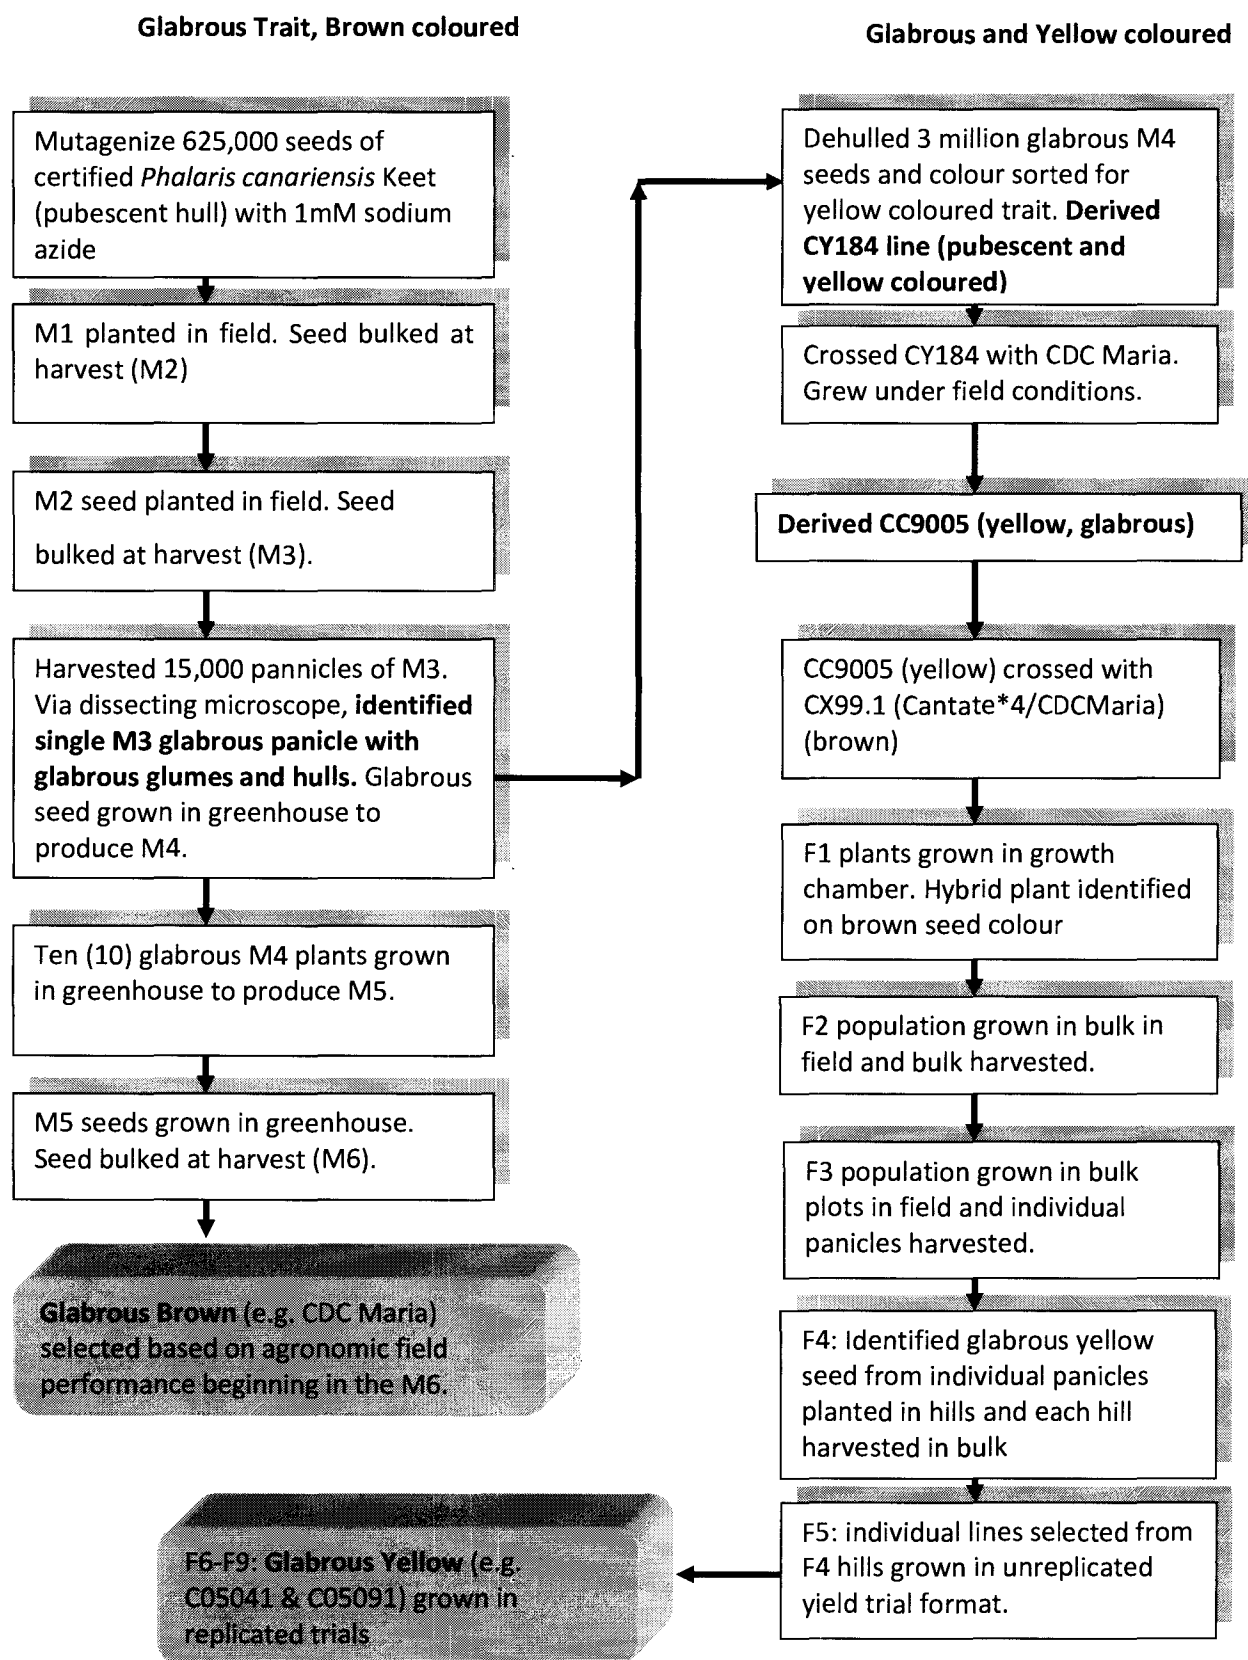 Glabrous Trait, Brown coloured
Mutagenize 625,000 seeds of
certified Phalaris canariensis Keet
(pubescent hull) with 1mM sodium
azide
M1 planted in field. Seed bulked at
harvest (M2)
M2 seed planted in field. Seed
bulked at harvest (M3).
Harvested 15,000 pannicles of M3.
Via dissecting microscope, identified
single M3 glabrous panicle with
glabrous glumes and hulls. Glabrous
seed grown in greenhouse to
produce M4.
Ten (10) glabrous M4 plants grown
in greenhouse to produce M5.
M5 seeds grown in greenhouse.
Seed bulked at harvest (M6).
Glabrous Brown (e.g. CDC Maria)
selected based on agronomic field
performance beginning in the M6.
Glabrous and Yellow coloured
Dehulled 3 million glabrous M4
seeds and colour sorted for
yellow coloured trait. Derived
CY184 line (pubescent and
yellow coloured)
Crossed CY184 with CDC Maria.
Grew under field conditions.
Derived CC9005 (yellow, glabrous)
CC9005 (yellow) crossed with
CX99.1 (Cantate*4/CDCMaria)
(brown)
F1 plants grown in growth
chamber. Hybrid plant identified
on brown seed colour
F2 population grown in bulk in
field and bulk harvested.
F3 population grown in bulk
plots in field and individual
panicles harvested.
F4: Identified glabrous yellow
seed from individual panicles
planted in hills and each hill
harvested in bulk
F5: individual lines selected from
F4 hills grown in unreplicated
yield trial format.
F6-F9: Glabrous Yellow (e.g.
C05041 & C05091) grown in
replicated trials